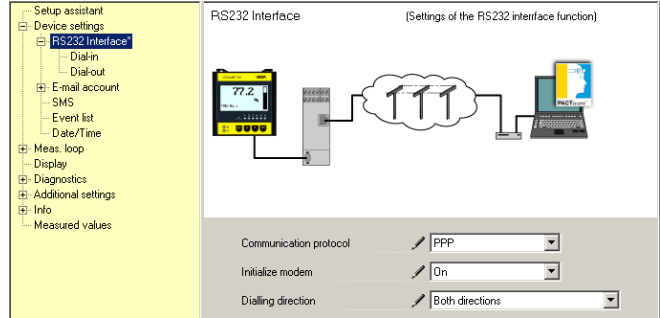 Setup assistant
Device settings
RS232 Interface*
Dial-in
Dial-out
E-mail account
SMS
Event list
Date/Time
Meas. loop
Display
Diagnostics
Additional settings
Info
Measured values
RS232 Interface (Settings of the RS232 interrface function)
77.2
PACTware
Communication protocol PPP
Initialize modem On
Dialling direction Both directions